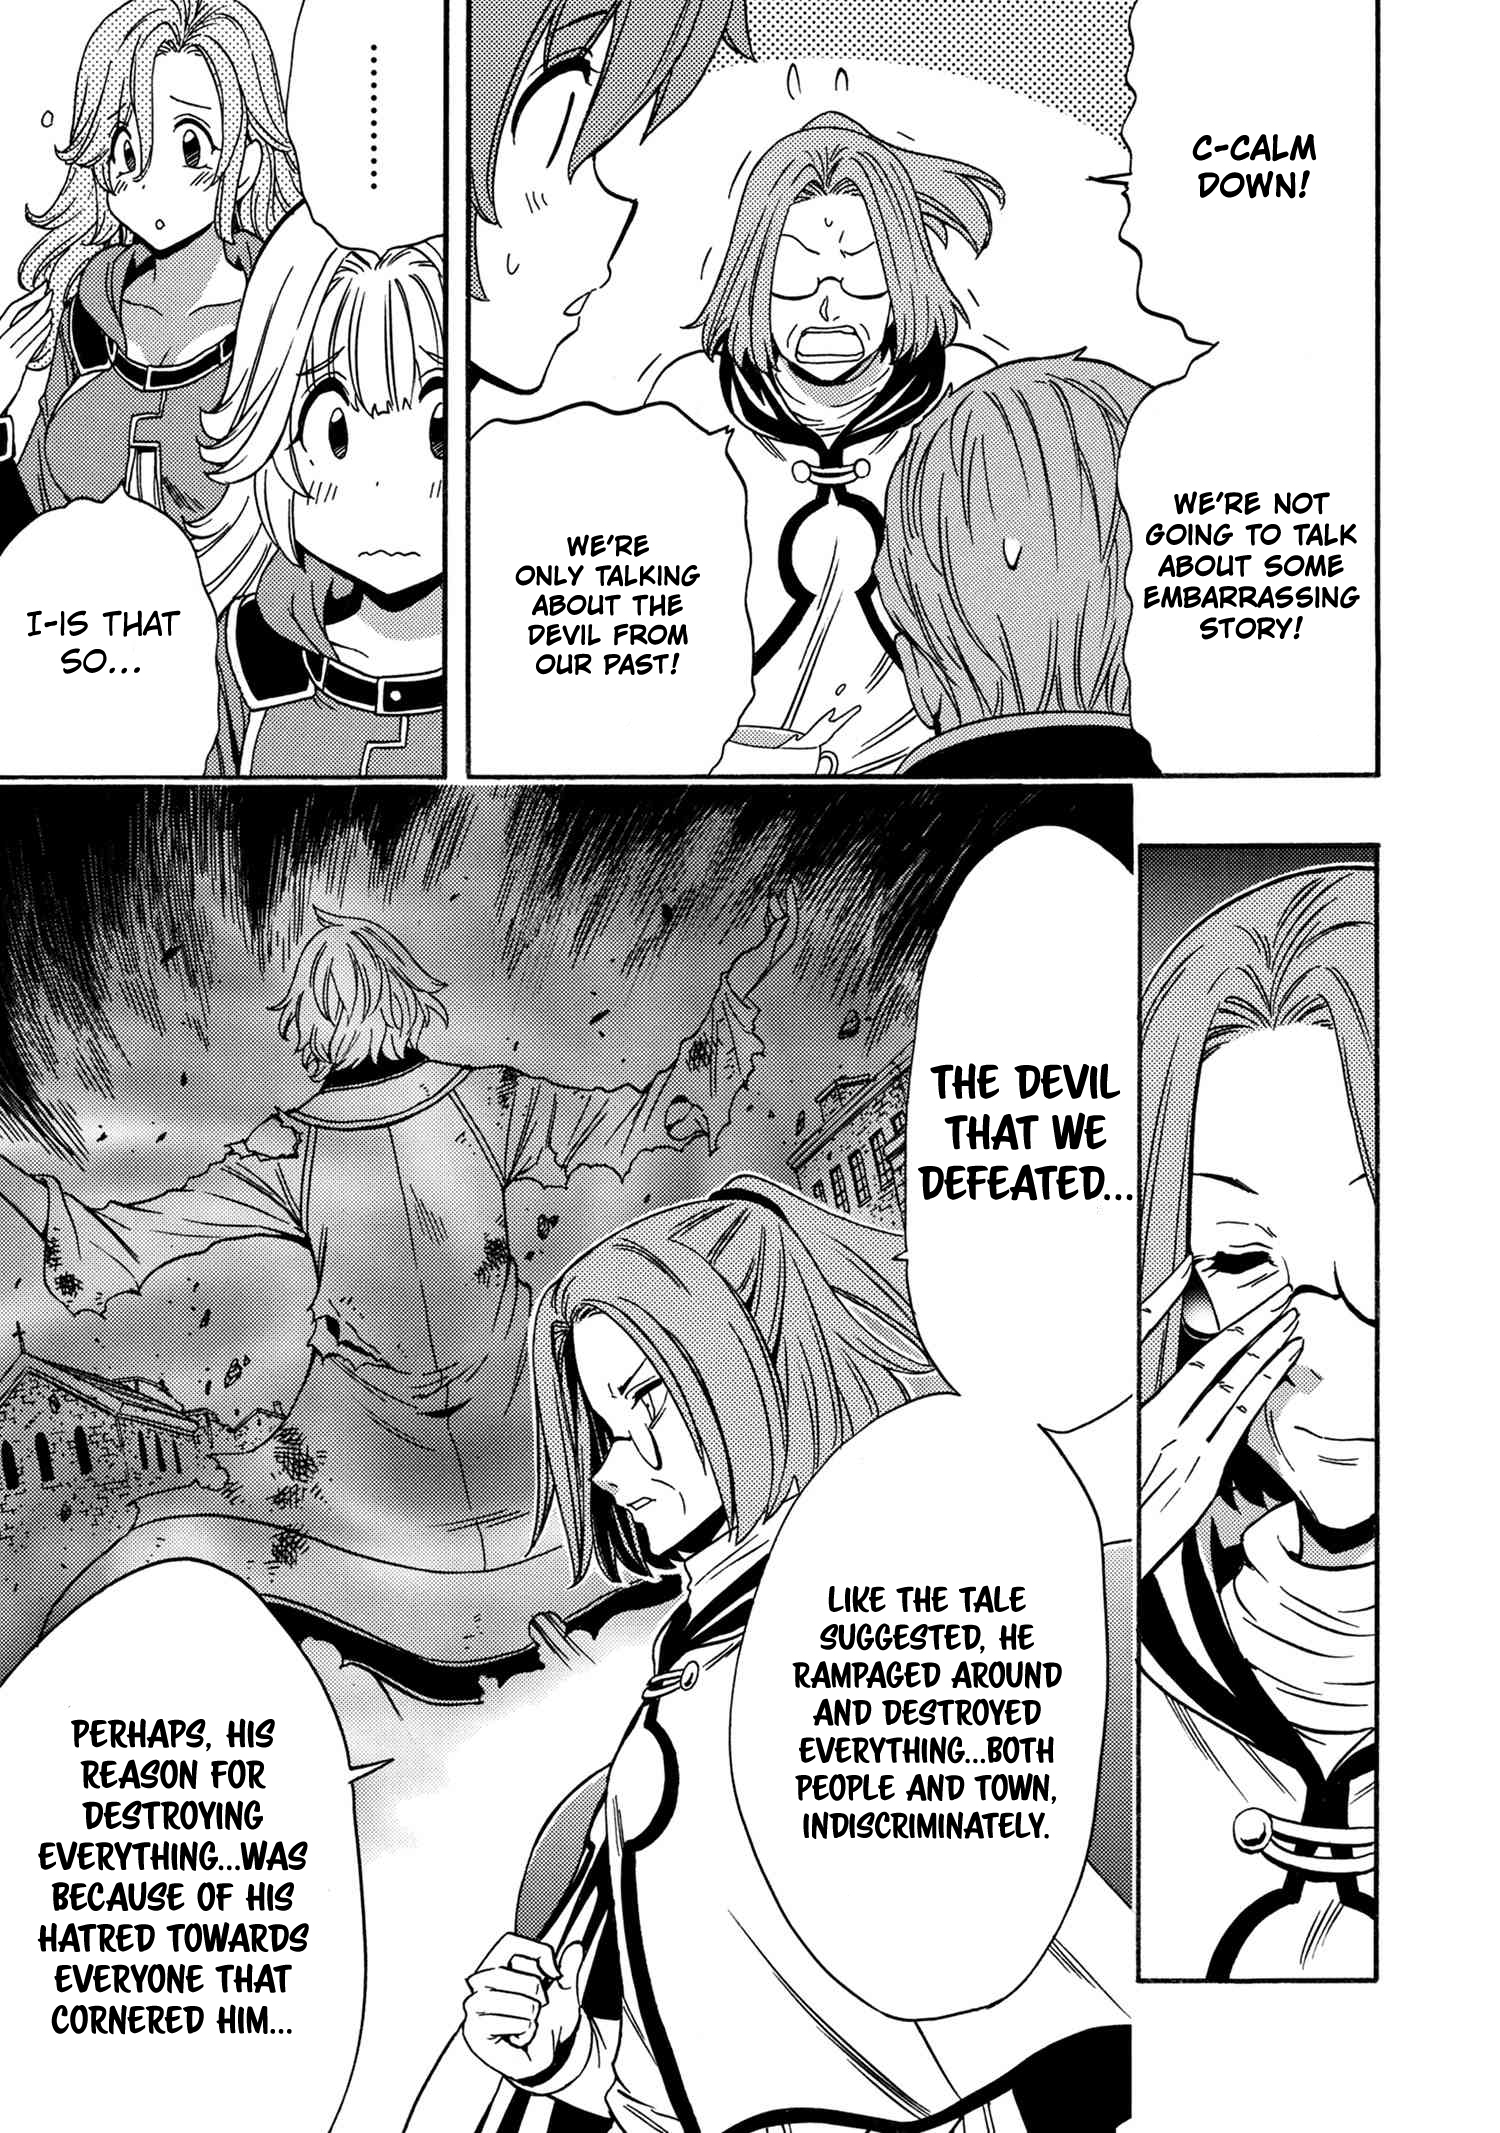 C-CALM
DOWN!
WE'RE NOT
GOING TO TALK
ABOUT SOME
EMBARRASSING
STORY!
WE'RE
ONLY TALKING
ABOUT THE
DEVIL FROM
OUR PAST!
.........
I-IS THAT
SO...
THE DEVIL
THAT WE
DEFEATED...
LIKE THE TALE
SUGGESTED, HE
RAMPAGED AROUND
AND DESTROYED
EVERYTHING...BOTH
PEOPLE AND TOWN,
INDISCRIMINATELY.
PERHAPS, HIS
REASON FOR
DESTROYING
EVERYTHING...WAS
BECAUSE OF HIS
HATRED TOWARDS
EVERYONE THAT
CORNERED HIM...